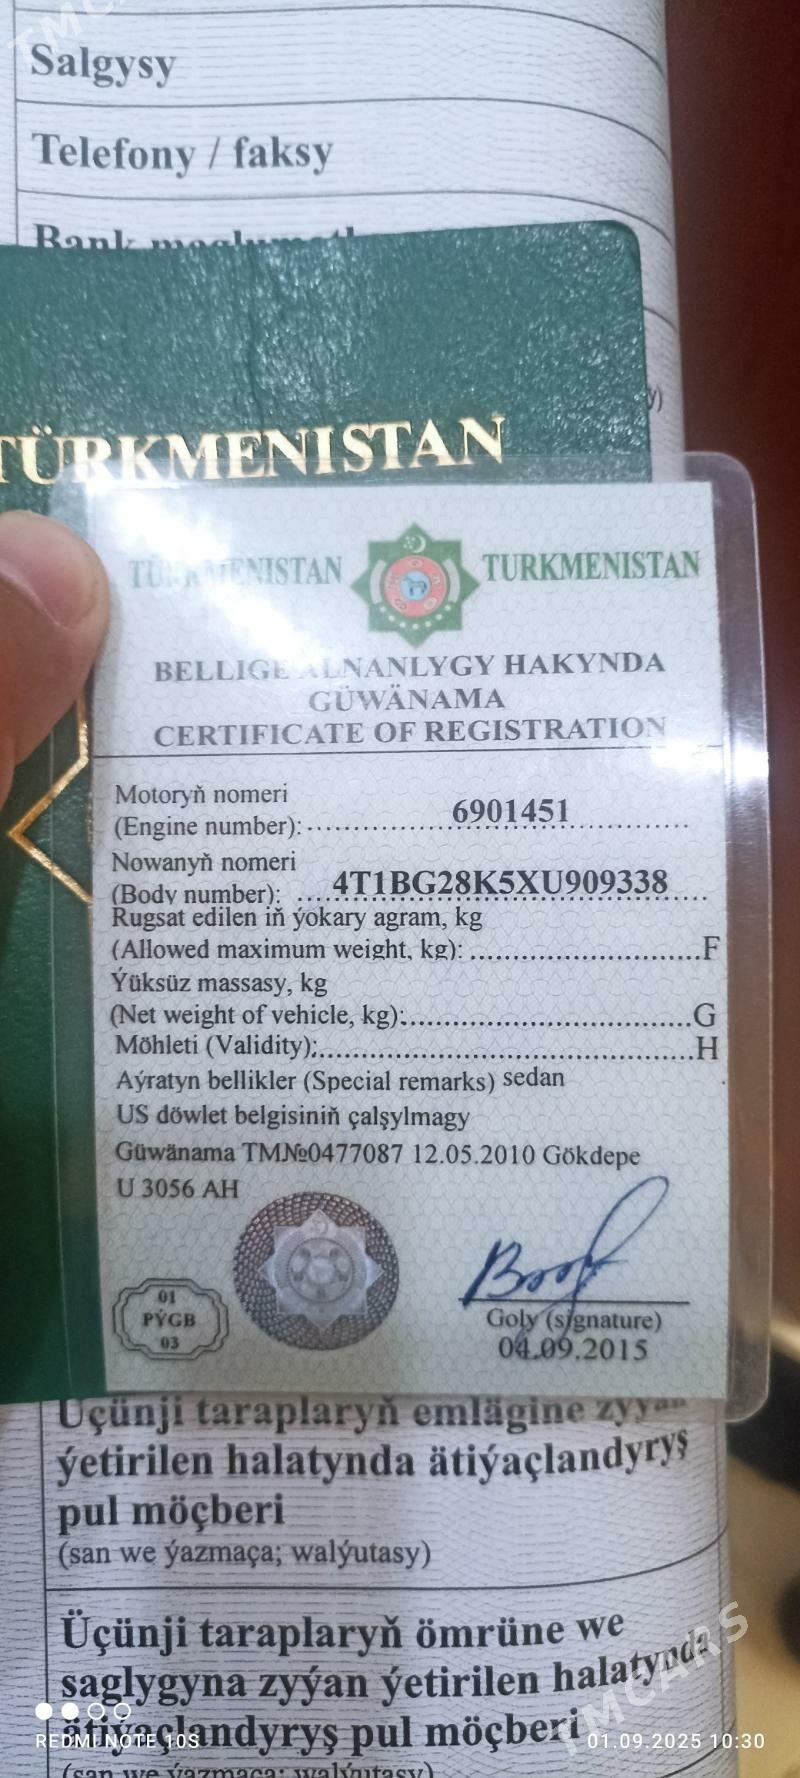 Salgysy
Telefony / faksy
TÜRKMENISTAN
TÜRKMENISTAN TURKMENISTAN
BELLIGE ALNANLYGY HAKYNDA
GÜWÄNAMA
CERTIFICATE OF REGISTRATION
Motoryň nomeri
(Engine number): 6901451
Nowanyň nomeri
(Body number): 4T1BG28K5XU909338
Rugsat edilen iň ýokary agram, kg
(Allowed maximum weight, kg): F
Ýüksüz massasy, kg
(Net weight of vehicle, kg): G
Möhleti (Validity): H
Aýratyn bellikler (Special remarks) sedan
US döwlet belgisiniň çalşylmagy
Güwänama TM№0477087 12.05.2010 Gökdepe
U 3056 AH
01
PÝGB
03
Goly (signature)
04.09.2015
Üçünji taraplaryň emlägine zyýan
ýetirilen halatynda ätiýaçlandyryş
pul möçberi
(san we ýazmaça; walýutasy)
Üçünji taraplaryň ömrüne we
saglygyna zyýan ýetirilen halatynda
ätiýaçlandyryş pul möçberi
(san we ýazmaça; walýutasy)
TMCARS
REDMI NOTE 10S
01.09.2025 10:30